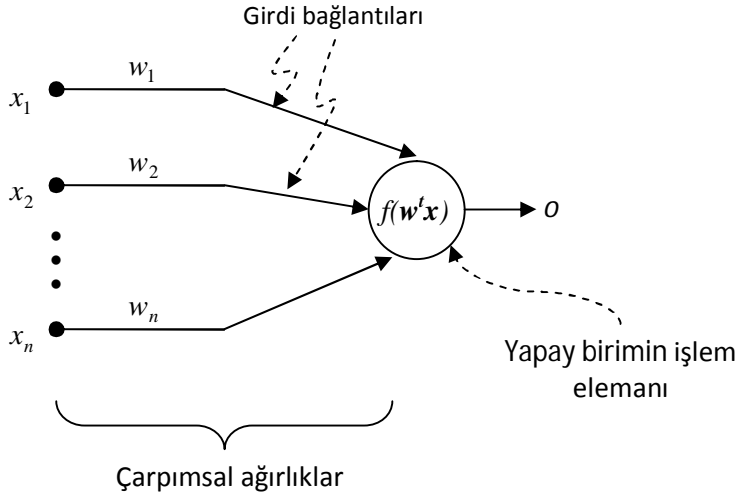 Girdi bağlantıları
w₁
x₁
w₂
x₂
f(wᵗx)
o
wₙ
xₙ
Yapay birimin işlem
elemanı
Çarpımsal ağırlıklar